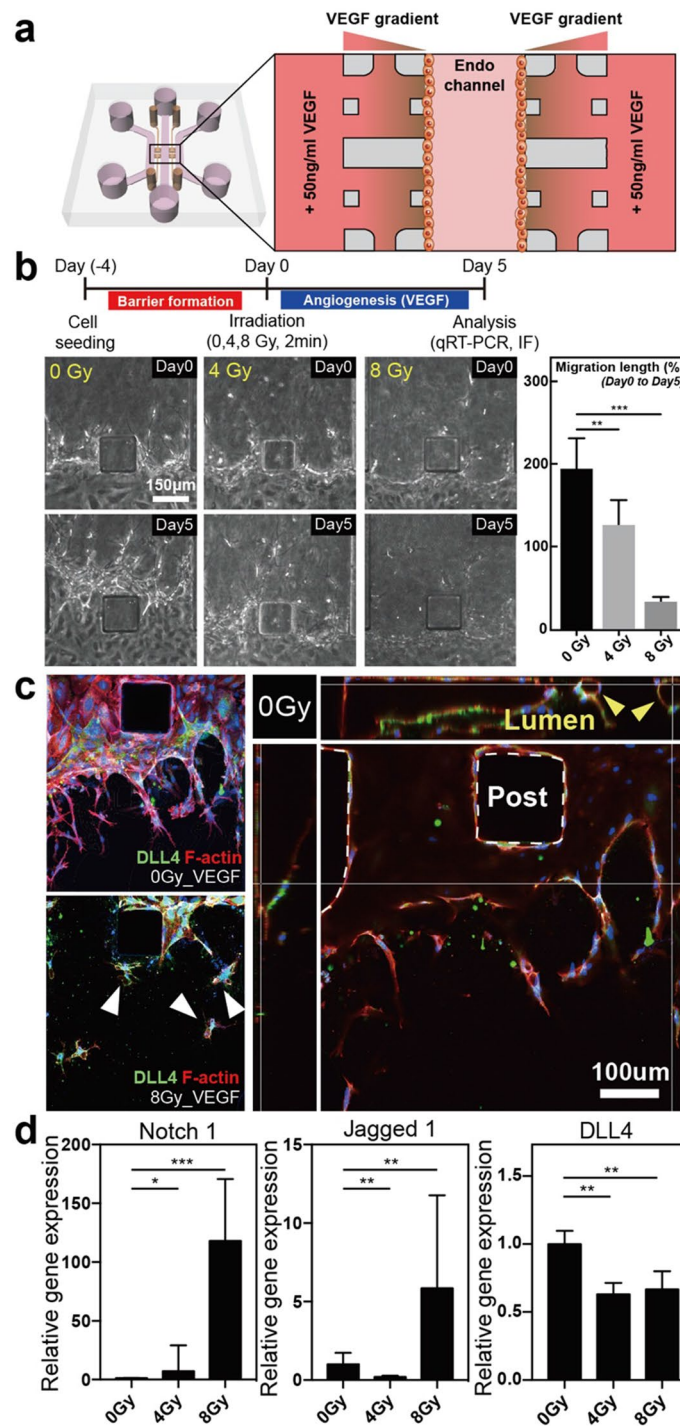 a
VEGF gradient
VEGF gradient
Endo
channel
+ 50ng/ml VEGF
+ 50ng/ml VEGF
b
Day (-4)
Day 0
Day 5
Barrier formation
Angiogenesis (VEGF)
Cell
seeding
Irradiation
(0,4,8 Gy, 2min)
Analysis
(qRT-PCR, IF)
0 Gy
Day0
4 Gy
Day0
8 Gy
Day0
150µm
Day5
Day5
Day5
Migration length (%
(Day0 to Day5)
300
200
100
0
***
**
0 Gy
4 Gy
8 Gy
c
DLL4 F-actin
0Gy_VEGF
DLL4 F-actin
8Gy_VEGF
0Gy
Lumen
Post
100um
d
Notch 1
Relative gene expression
200
150
100
50
0
***
*
0Gy
4Gy
8Gy
Jagged 1
Relative gene expression
15
10
5
0
**
**
0Gy
4Gy
8Gy
DLL4
Relative gene expression
1.5
1.0
0.5
0.0
**
**
0Gy
4Gy
8Gy